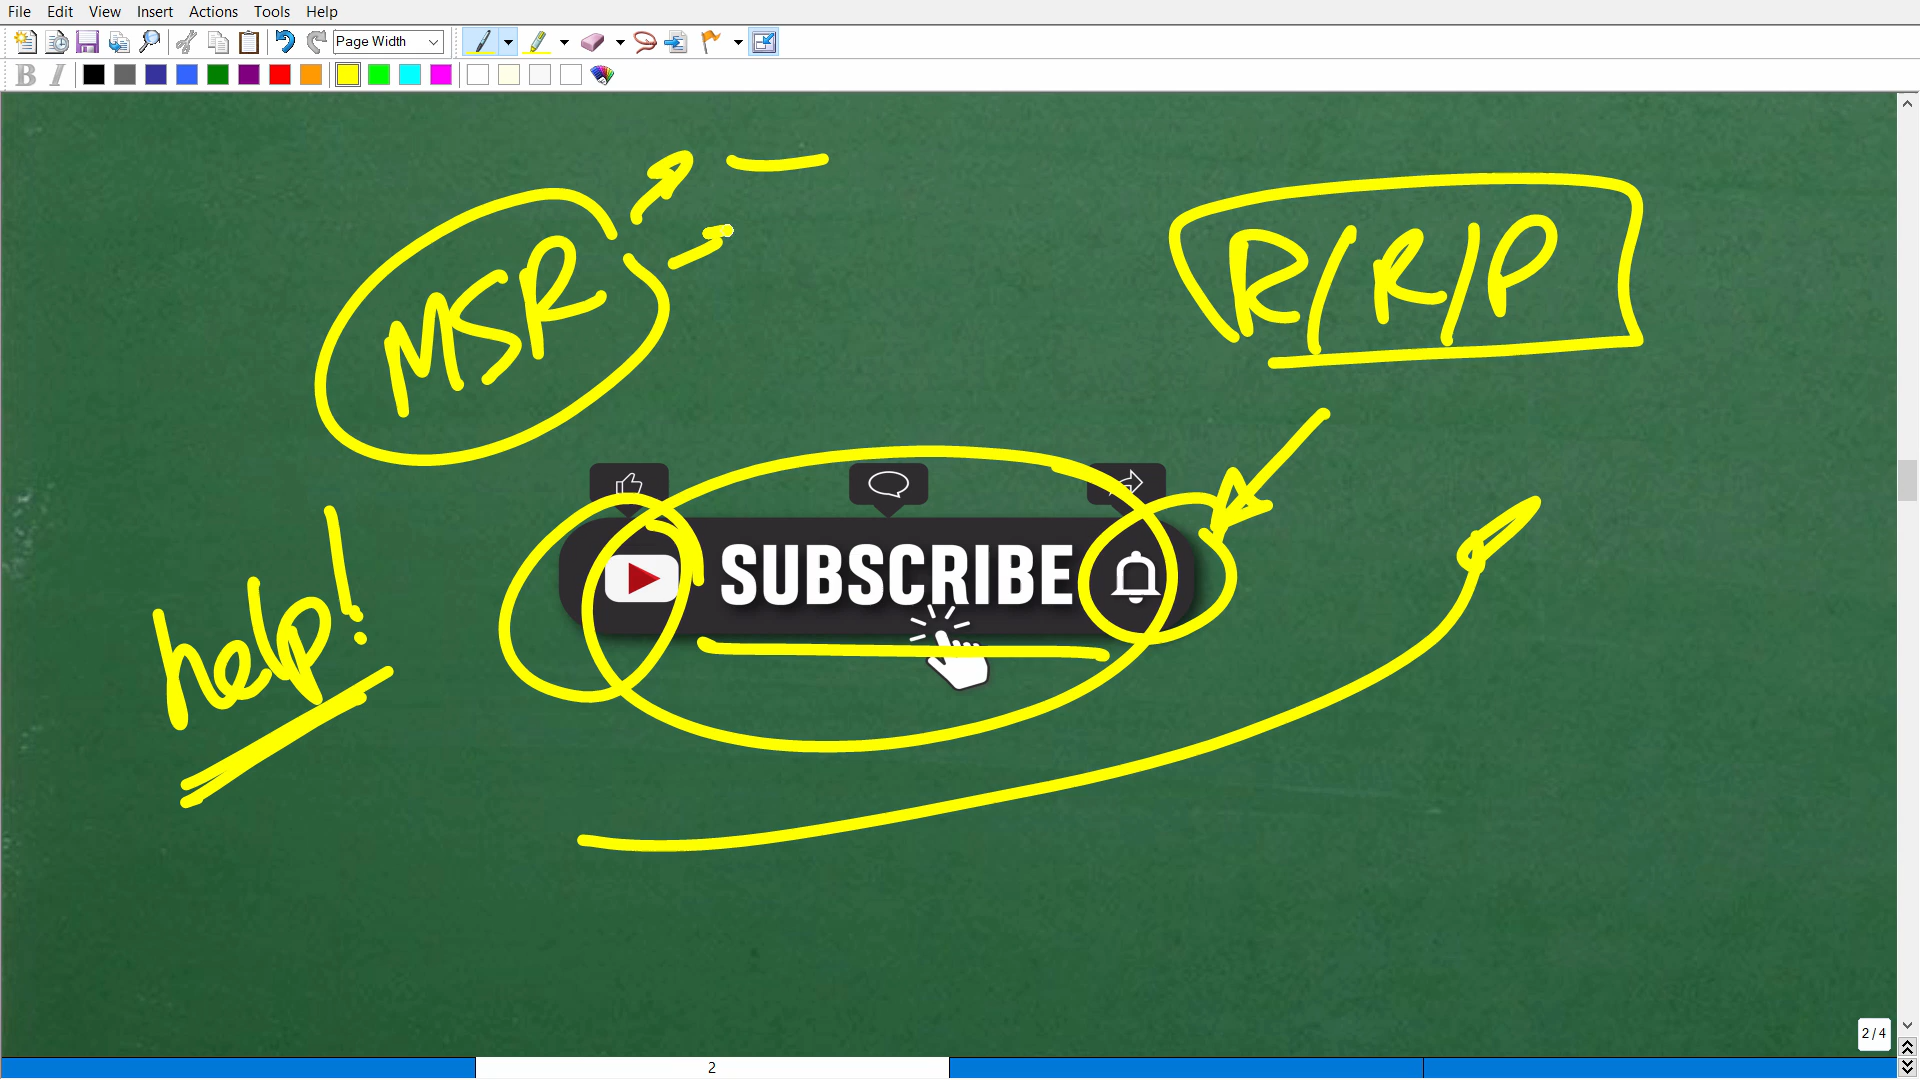 File Edit View Insert Actions Tools Help
Page Width
B I
MSR
R/R/P
SUBSCRIBE
help!
2 / 4
2